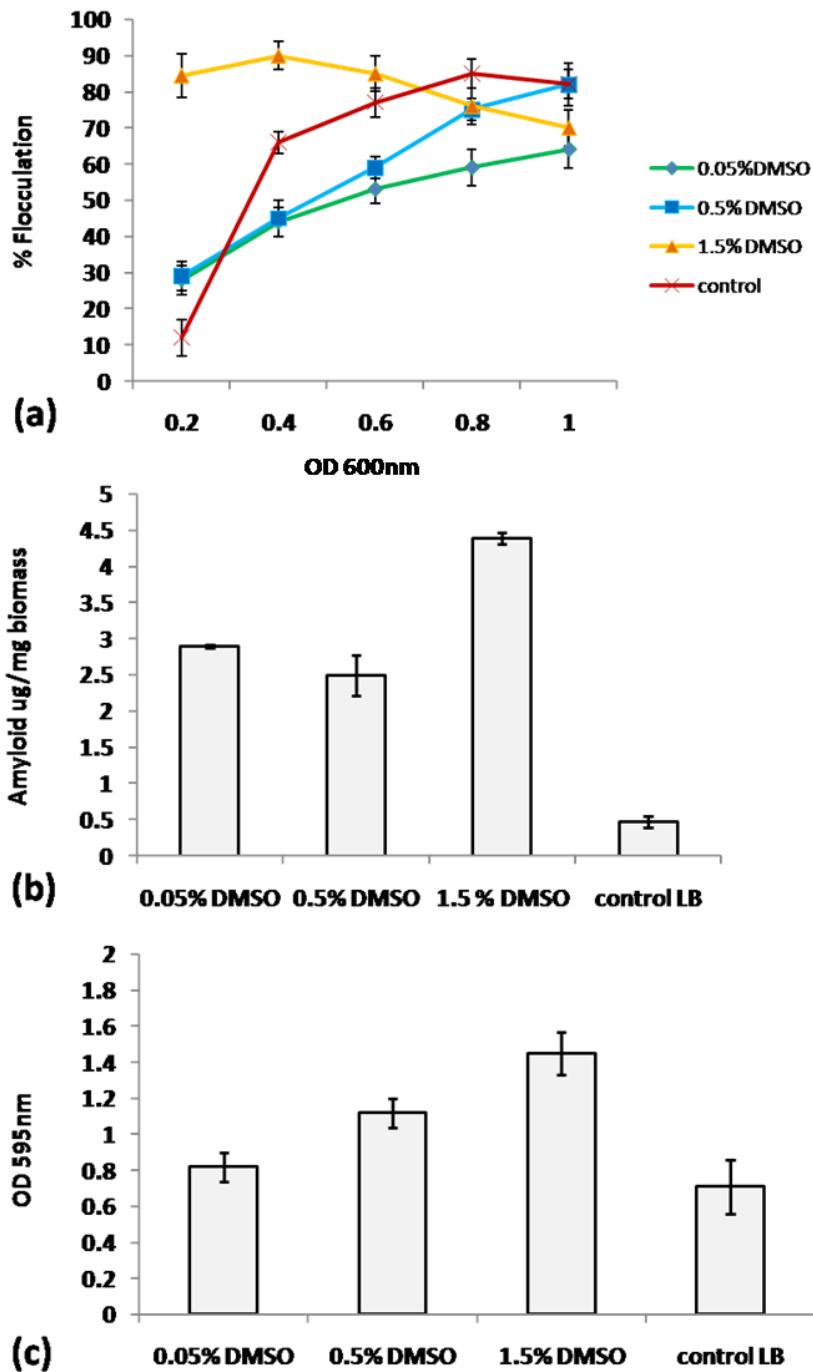 100
90
80
70
60
50
40
30
20
10
0
% Flocculation
0.2 0.4 0.6 0.8 1
OD 600nm
0.05%DMSO
0.5% DMSO
1.5% DMSO
control
(a)
5
4.5
4
3.5
3
2.5
2
1.5
1
0.5
0
Amyloid ug/mg biomass
0.05% DMSO 0.5% DMSO 1.5 % DMSO control LB
(b)
2
1.8
1.6
1.4
1.2
1
0.8
0.6
0.4
0.2
0
OD 595nm
0.05% DMSO 0.5% DMSO 1.5% DMSO control LB
(c)